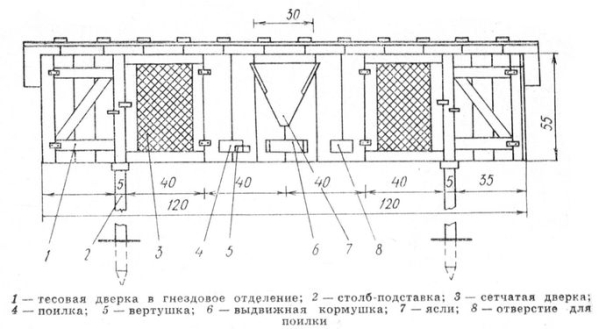 30
55
5 40 40 40 40 5 35
120 120
1 2 3 4 5 6 7 8
1 — тесовая дверка в гнездовое отделение; 2 — столб-подставка; 3 — сетчатая дверка;
4 — поилка; 5 — вертушка; 6 — выдвижная кормушка; 7 — ясли; 8 — отверстие для
поилки